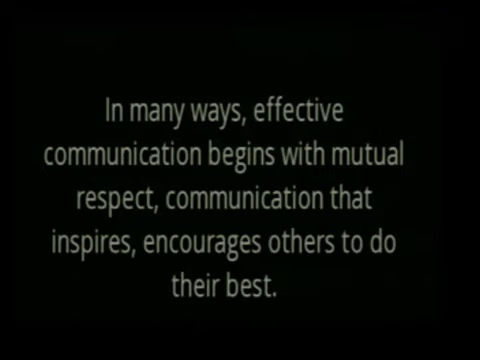 In many ways, effective
communication begins with mutual
respect, communication that
inspires, encourages others to do
their best.